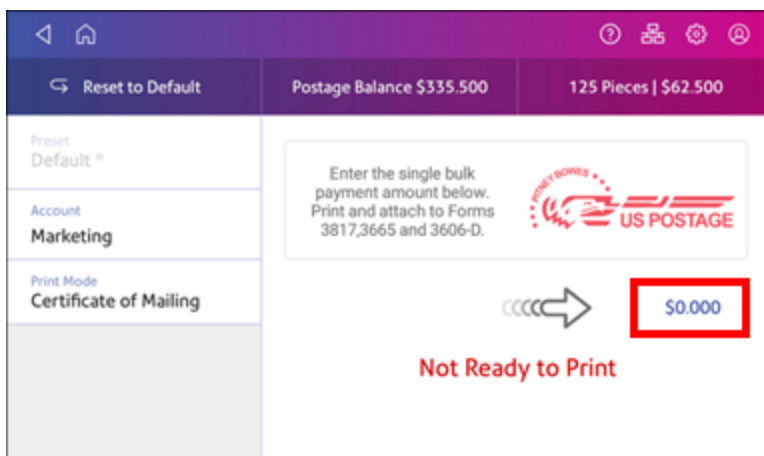 Reset to Default
Postage Balance $335.500
125 Pieces | $62.500
Preset
Default *
Account
Marketing
Print Mode
Certificate of Mailing
Enter the single bulk
payment amount below.
Print and attach to Forms
3817,3665 and 3606-D.
PITNEY BOWES
US POSTAGE
$0.000
Not Ready to Print